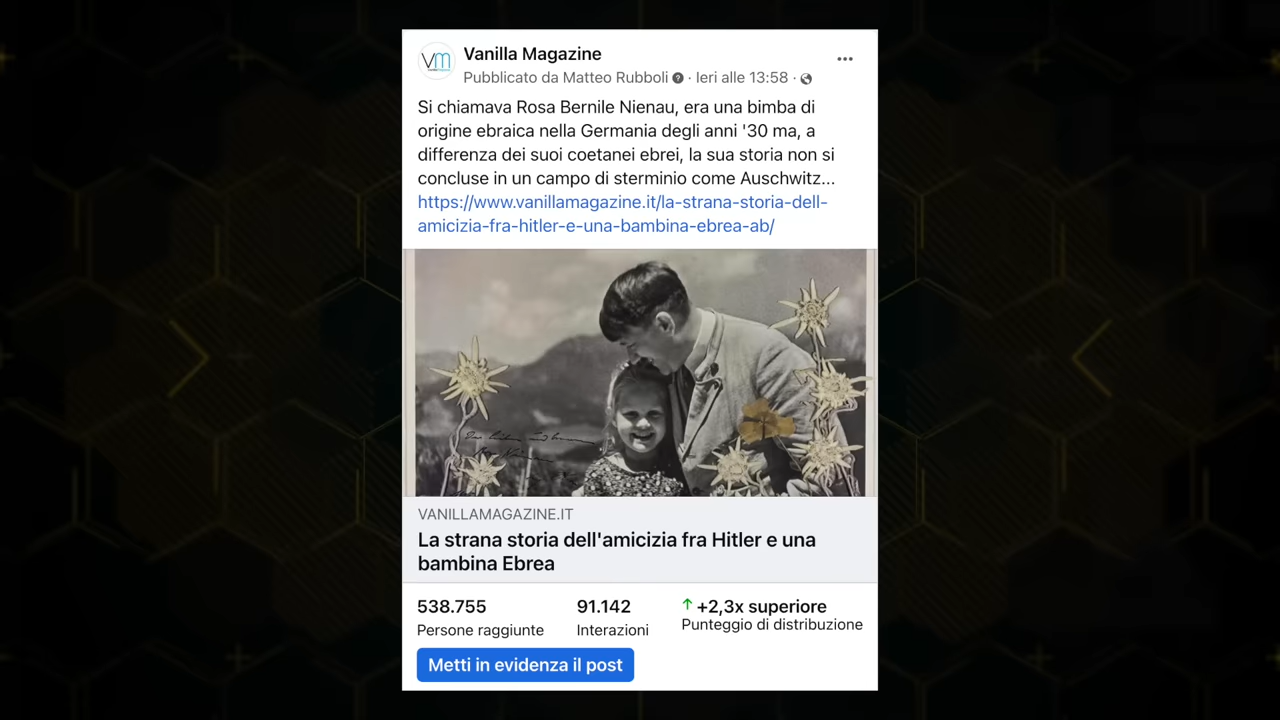 vm
Vanilla Magazine
Pubblicato da Matteo Rubboli · Ieri alle 13:58 ·
Si chiamava Rosa Bernile Nienau, era una bimba di
origine ebraica nella Germania degli anni '30 ma, a
differenza dei suoi coetanei ebrei, la sua storia non si
concluse in un campo di sterminio come Auschwitz...
https://www.vanillamagazine.it/la-strana-storia-dell-
amicizia-fra-hitler-e-una-bambina-ebrea-ab/
VANILLAMAGAZINE.IT
La strana storia dell'amicizia fra Hitler e una
bambina Ebrea
538.755 91.142 +2,3x superiore
Persone raggiunte Interazioni Punteggio di distribuzione
Metti in evidenza il post